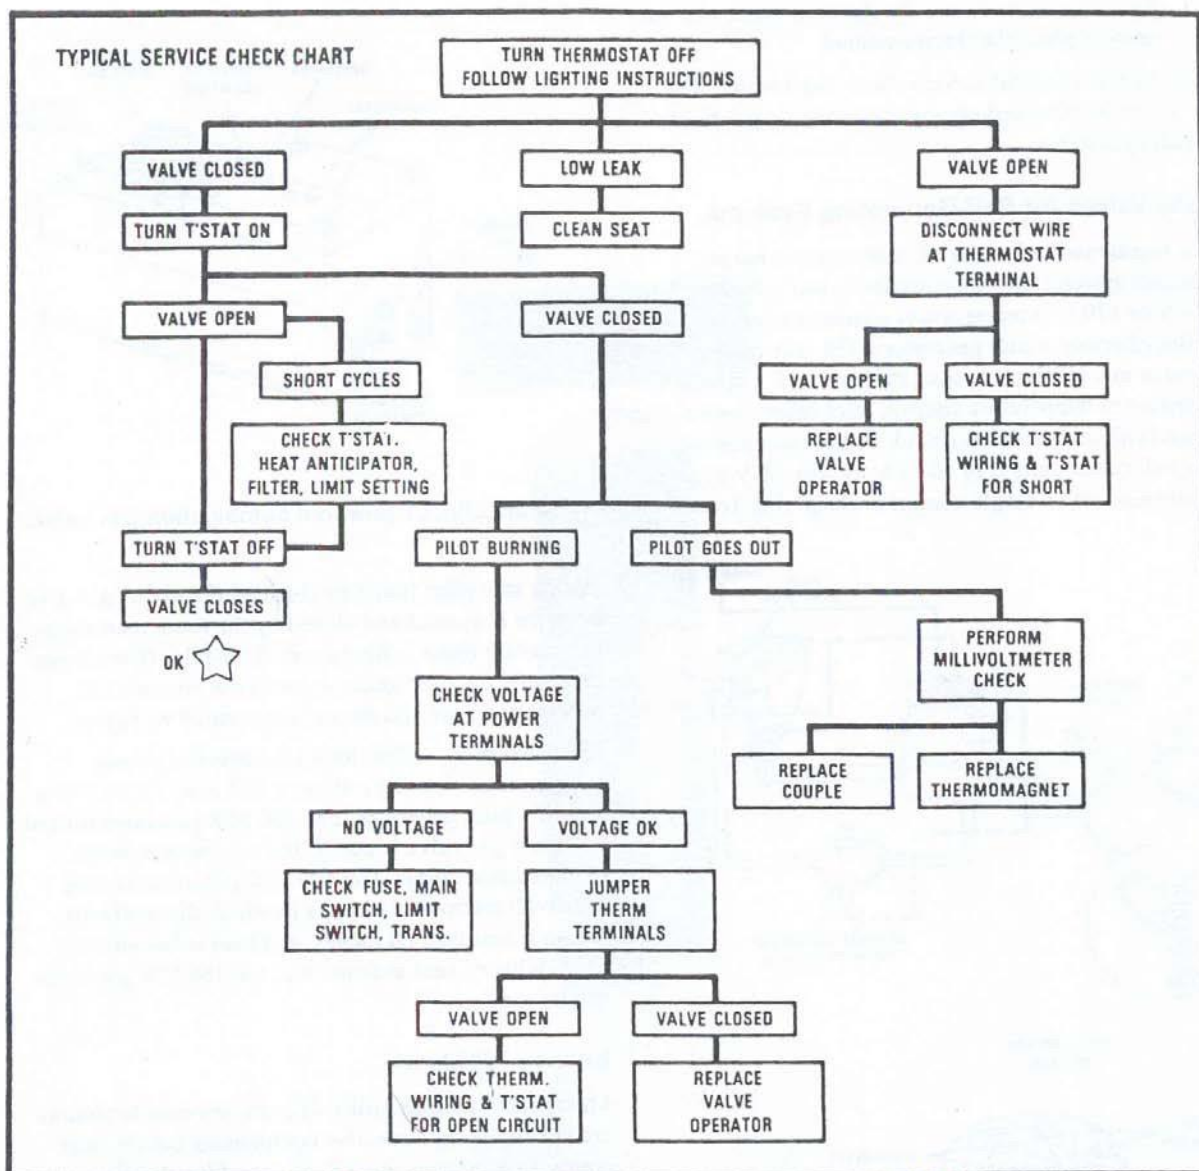 TYPICAL SERVICE CHECK CHART
TURN THERMOSTAT OFF
FOLLOW LIGHTING INSTRUCTIONS
VALVE CLOSED
LOW LEAK
VALVE OPEN
TURN T'STAT ON
CLEAN SEAT
DISCONNECT WIRE
AT THERMOSTAT
TERMINAL
VALVE OPEN
VALVE CLOSED
SHORT CYCLES
VALVE OPEN
VALVE CLOSED
CHECK T'STAT.
HEAT ANTICIPATOR,
FILTER, LIMIT SETTING
REPLACE
VALVE
OPERATOR
CHECK T'STAT
WIRING & T'STAT
FOR SHORT
TURN T'STAT OFF
PILOT BURNING
PILOT GOES OUT
VALVE CLOSES
OK
PERFORM
MILLIVOLTMETER
CHECK
CHECK VOLTAGE
AT POWER
TERMINALS
REPLACE
COUPLE
REPLACE
THERMOMAGNET
NO VOLTAGE
VOLTAGE OK
CHECK FUSE, MAIN
SWITCH, LIMIT
SWITCH, TRANS.
JUMPER
THERM
TERMINALS
VALVE OPEN
VALVE CLOSED
CHECK THERM.
WIRING & T'STAT
FOR OPEN CIRCUIT
REPLACE
VALVE
OPERATOR